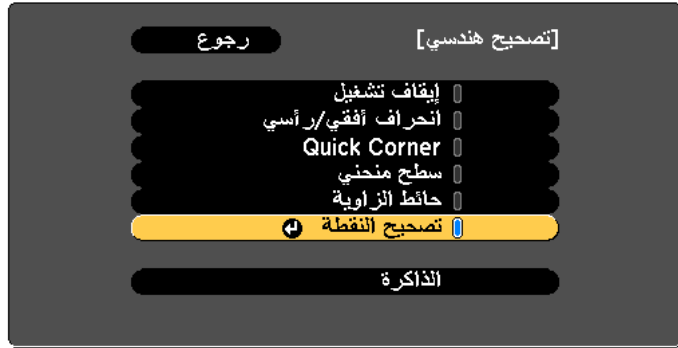 [تصحيح هندسي] رجوع
إيقاف تشغيل
انحراف أفقي/رأسي
Quick Corner
سطح منحني
حائط الزاوية
تصحيح النقطة
الذاكرة